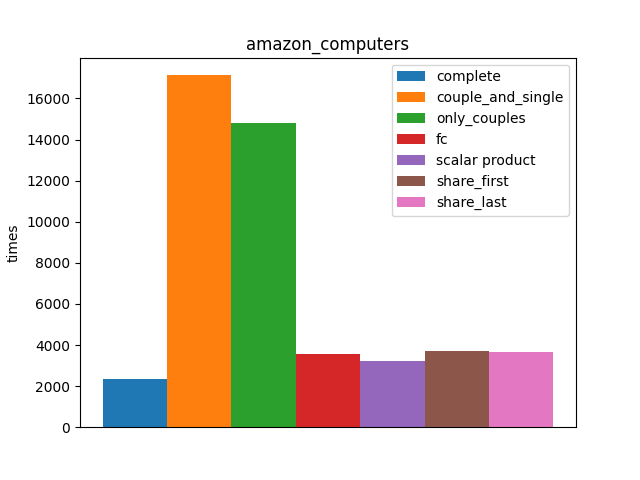 amazon_computers
times
16000
14000
12000
10000
8000
6000
4000
2000
0
complete
couple_and_single
only_couples
fc
scalar product
share_first
share_last